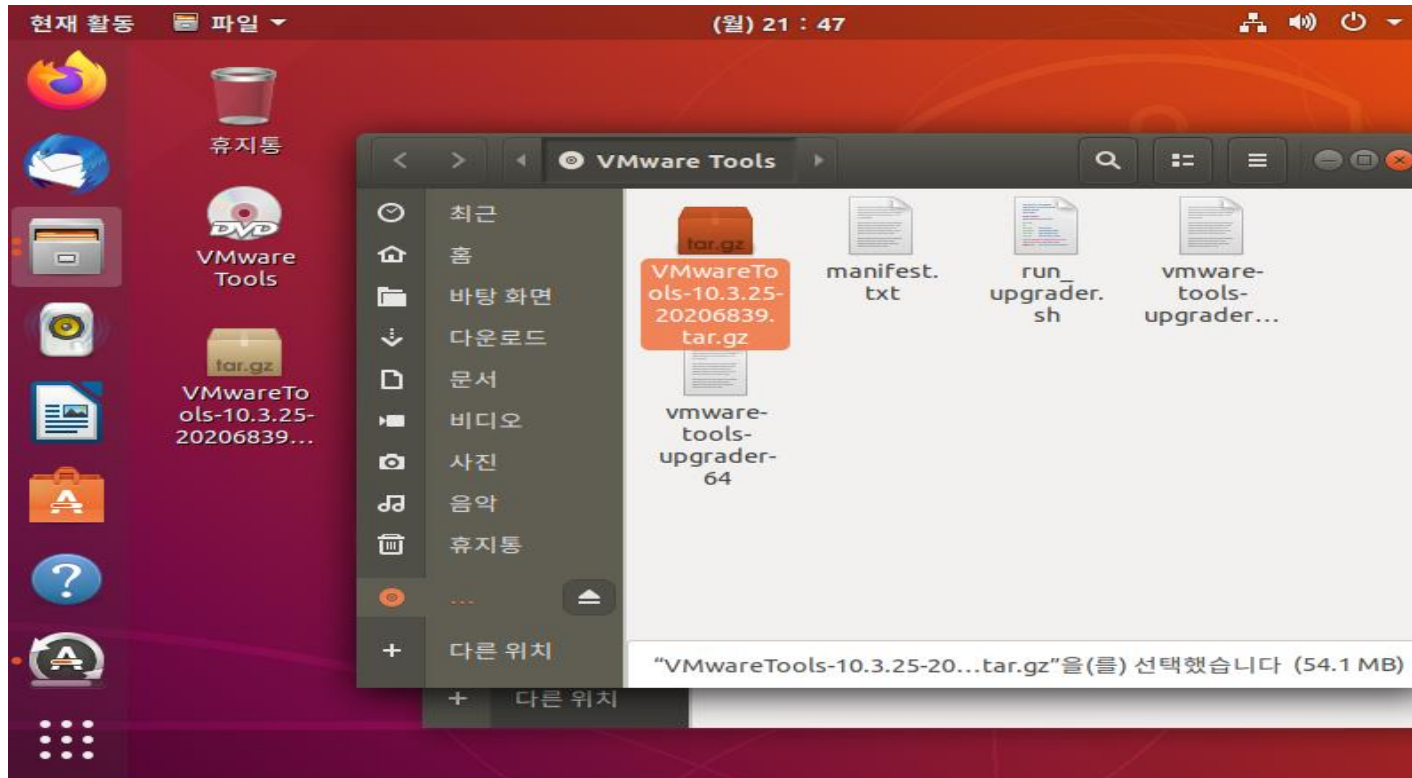 현재 활동
파일
(월) 21 : 47
휴지통
DVD
VMware
Tools
tar.gz
VMwareTo
ols-10.3.25-
20206839...
VMware Tools
최근
홈
바탕 화면
다운로드
문서
비디오
사진
음악
휴지통
...
다른 위치
tar.gz
VMwareTo
ols-10.3.25-
20206839.
tar.gz
manifest.
txt
run_
upgrader.
sh
vmware-
tools-
upgrader...
vmware-
tools-
upgrader-
64
“VMwareTools-10.3.25-20...tar.gz”을(를) 선택했습니다 (54.1 MB)
다른 위치